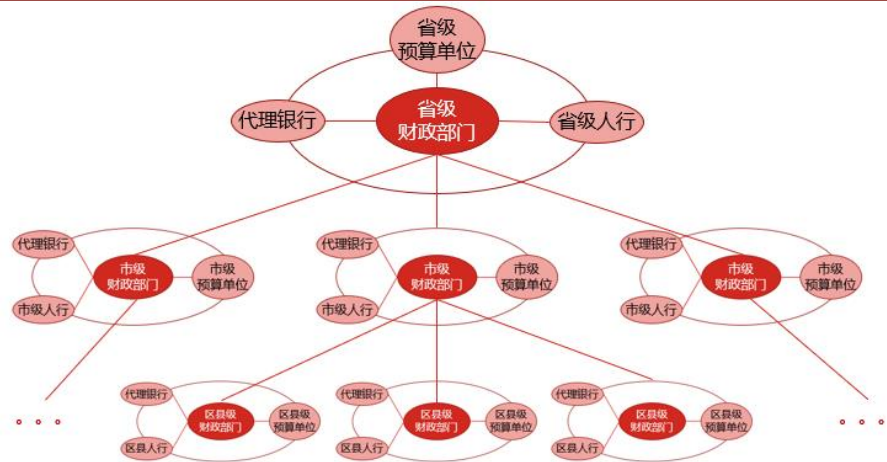 省级
预算单位
代理银行
省级
财政部门
省级人行
代理银行
市级
财政部门
市级
预算单位
市级人行
代理银行
市级
财政部门
市级
预算单位
市级人行
代理银行
市级
财政部门
市级
预算单位
市级人行
代理银行
区县级
财政部门
区县级
预算单位
区县人行
代理银行
区县级
财政部门
区县级
预算单位
区县人行
代理银行
区县级
财政部门
区县级
预算单位
区县人行